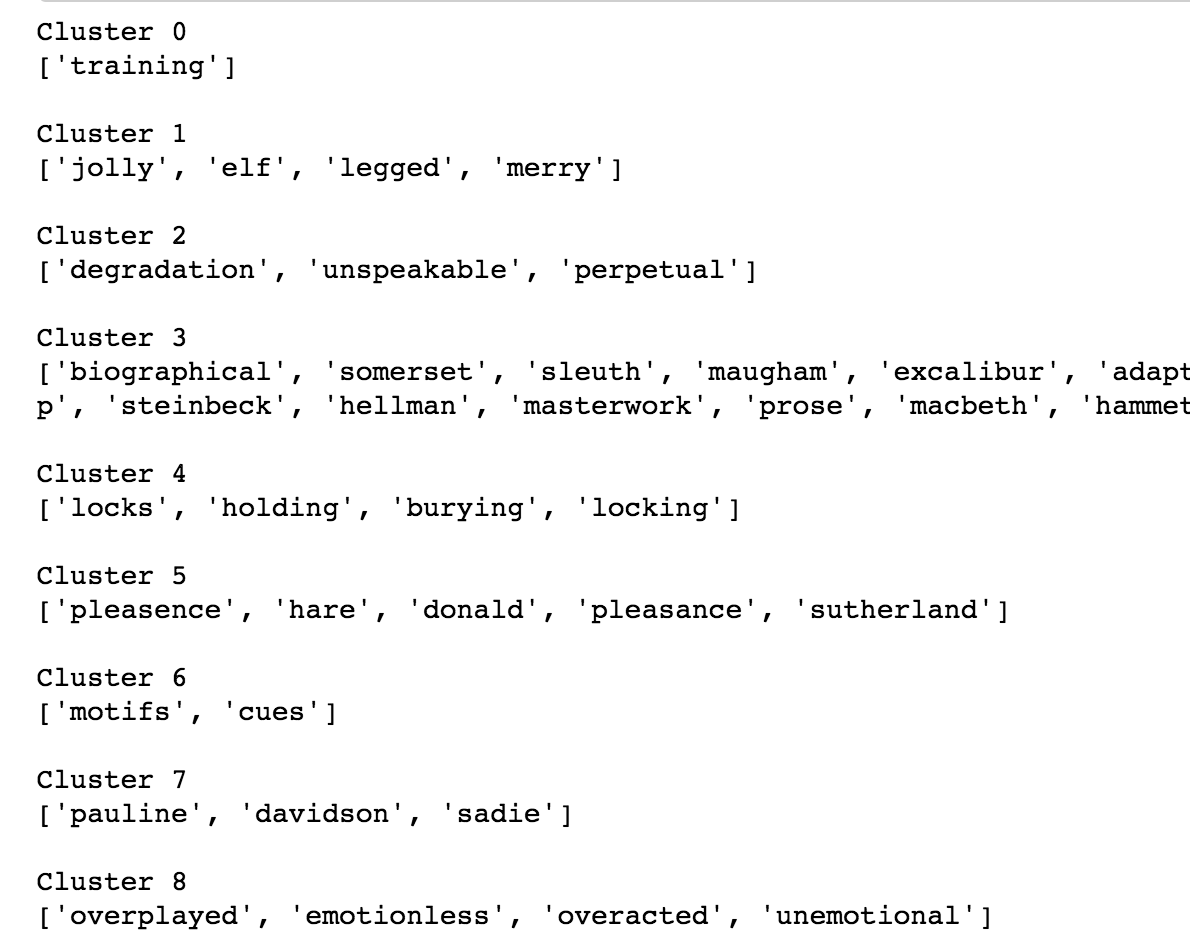 Cluster 0
['training']
Cluster 1
['jolly', 'elf', 'legged', 'merry']
Cluster 2
['degradation', 'unspeakable', 'perpetual']
Cluster 3
['biographical', 'somerset', 'sleuth', 'maugham', 'excalibur', 'adapt
p', 'steinbeck', 'hellman', 'masterwork', 'prose', 'macbeth', 'hammet
Cluster 4
['locks', 'holding', 'burying', 'locking']
Cluster 5
['pleasence', 'hare', 'donald', 'pleasance', 'sutherland']
Cluster 6
['motifs', 'cues']
Cluster 7
['pauline', 'davidson', 'sadie']
Cluster 8
['overplayed', 'emotionless', 'overacted', 'unemotional']